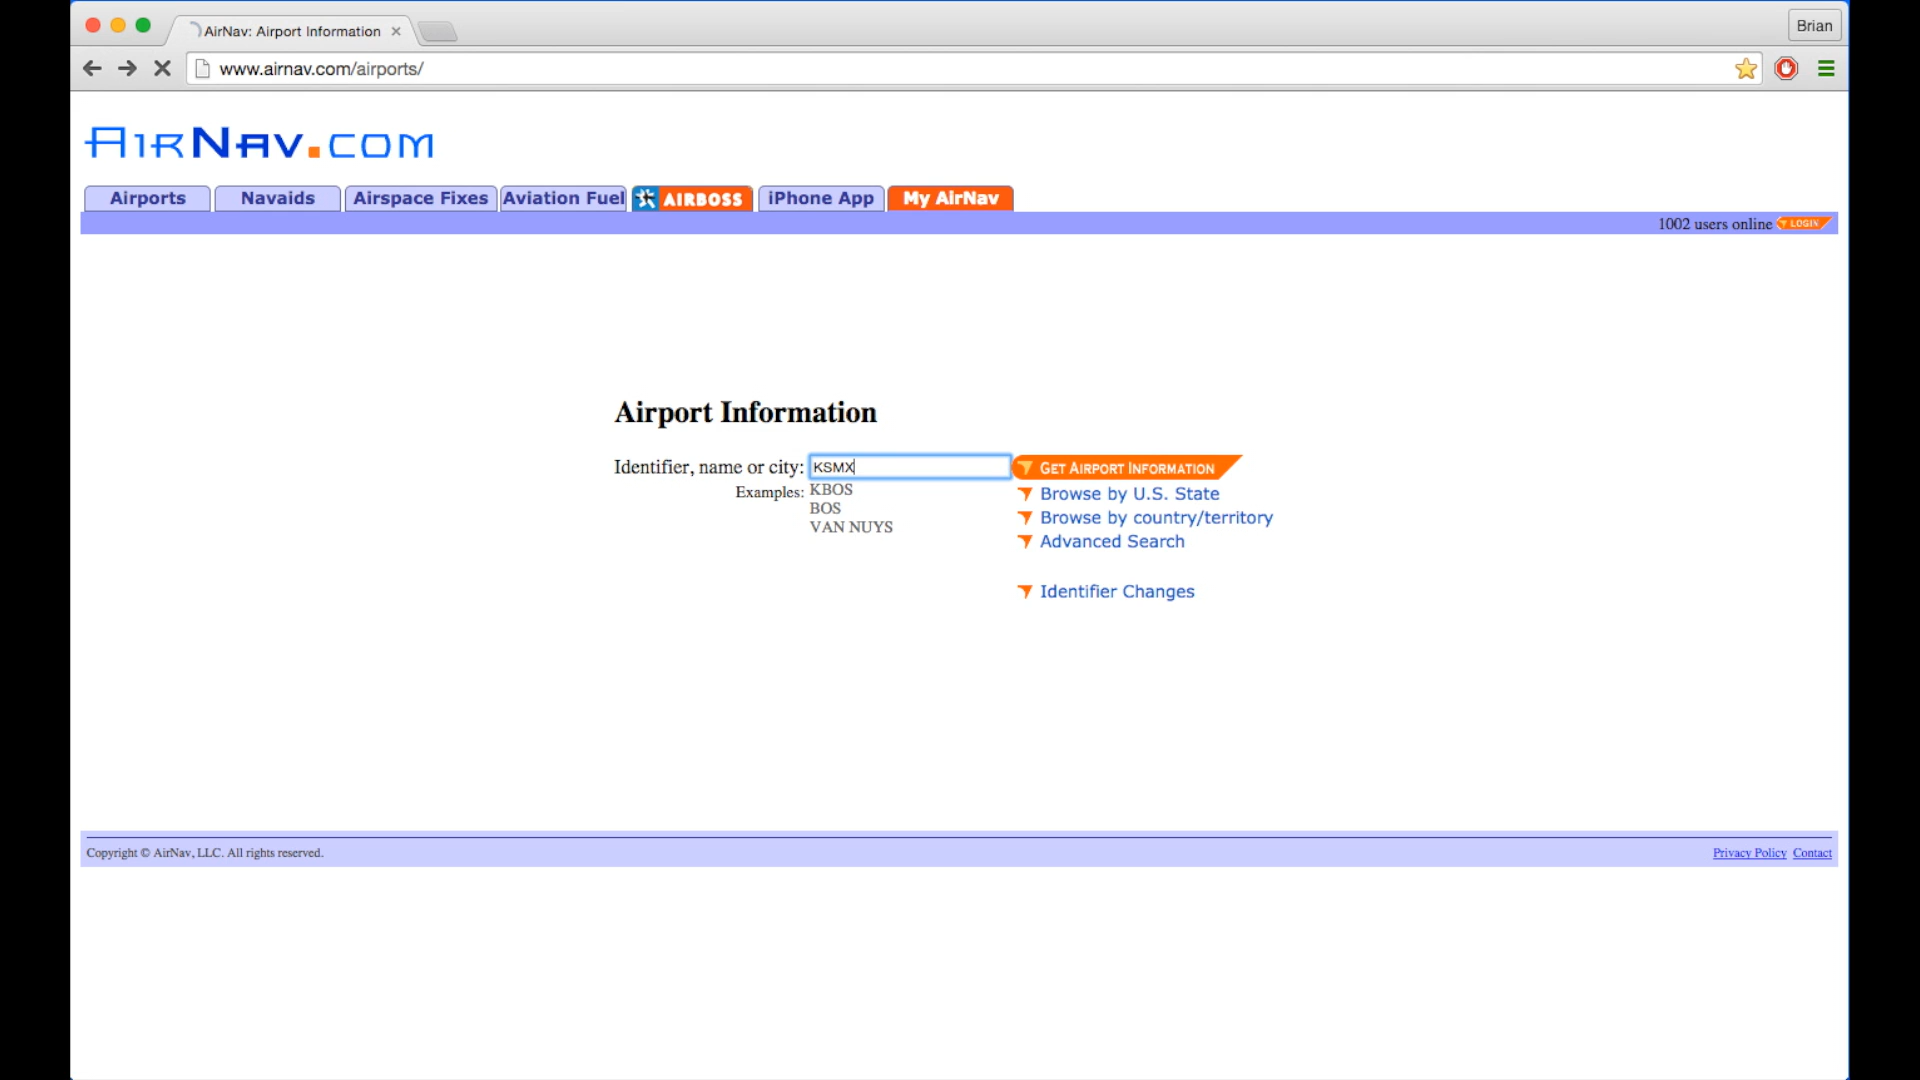 AirNav: Airport Information
Brian
www.airnav.com/airports/
AIRNAV.COM
Airports Navaids Airspace Fixes Aviation Fuel AIRBOSS iPhone App My AirNav
1002 users online LOGIN
Airport Information
Identifier, name or city: KSMX GET AIRPORT INFORMATION
Examples: KBOS
BOS
VAN NUYS
Browse by U.S. State
Browse by country/territory
Advanced Search
Identifier Changes
Copyright © AirNav, LLC. All rights reserved. Privacy Policy Contact